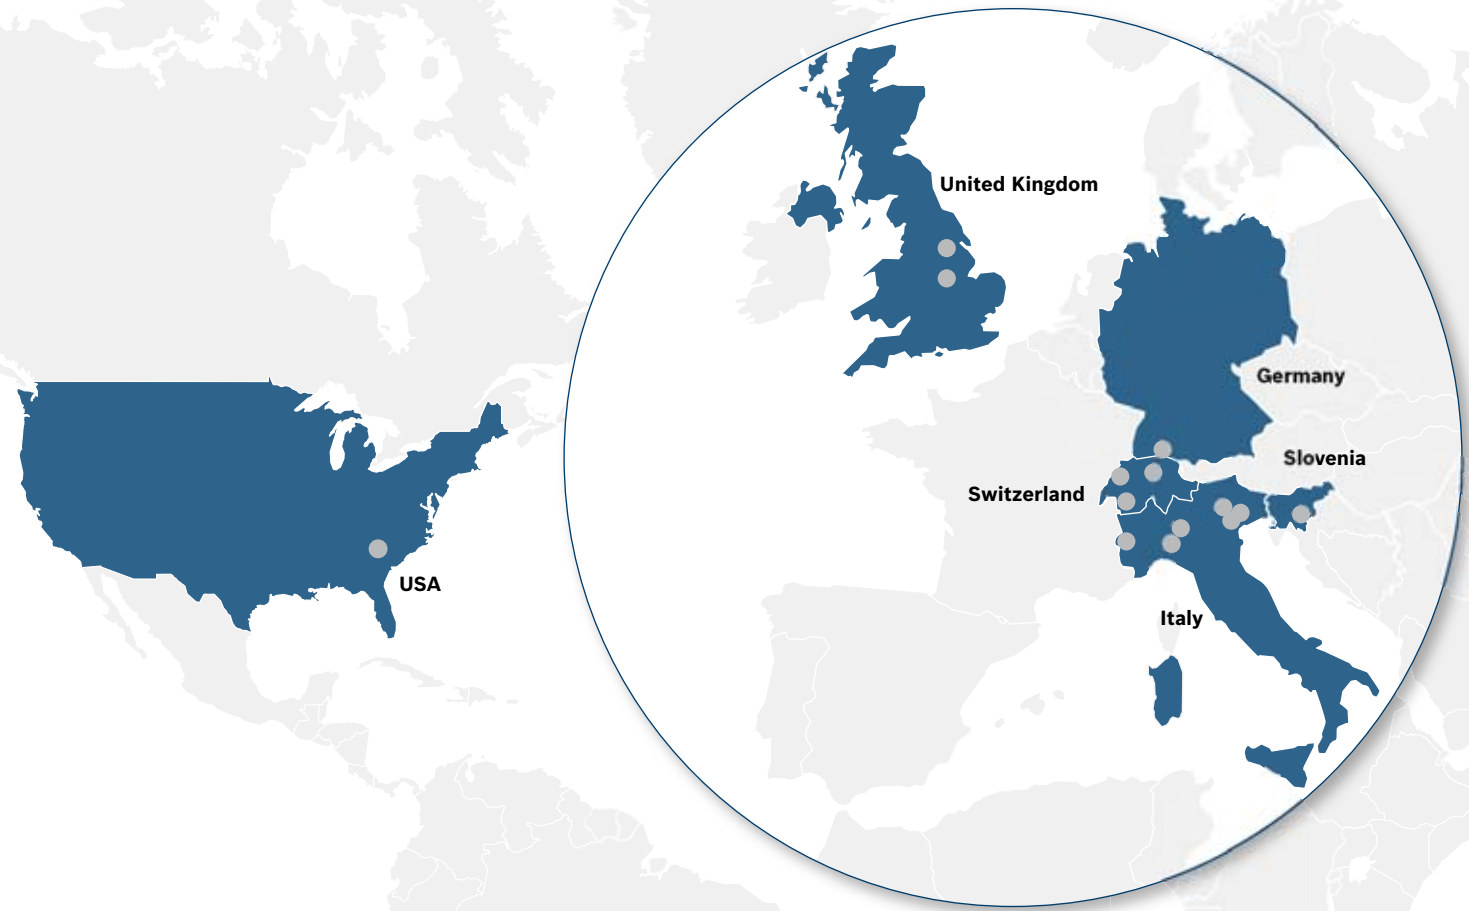 United Kingdom
Germany
Slovenia
Switzerland
USA
Italy